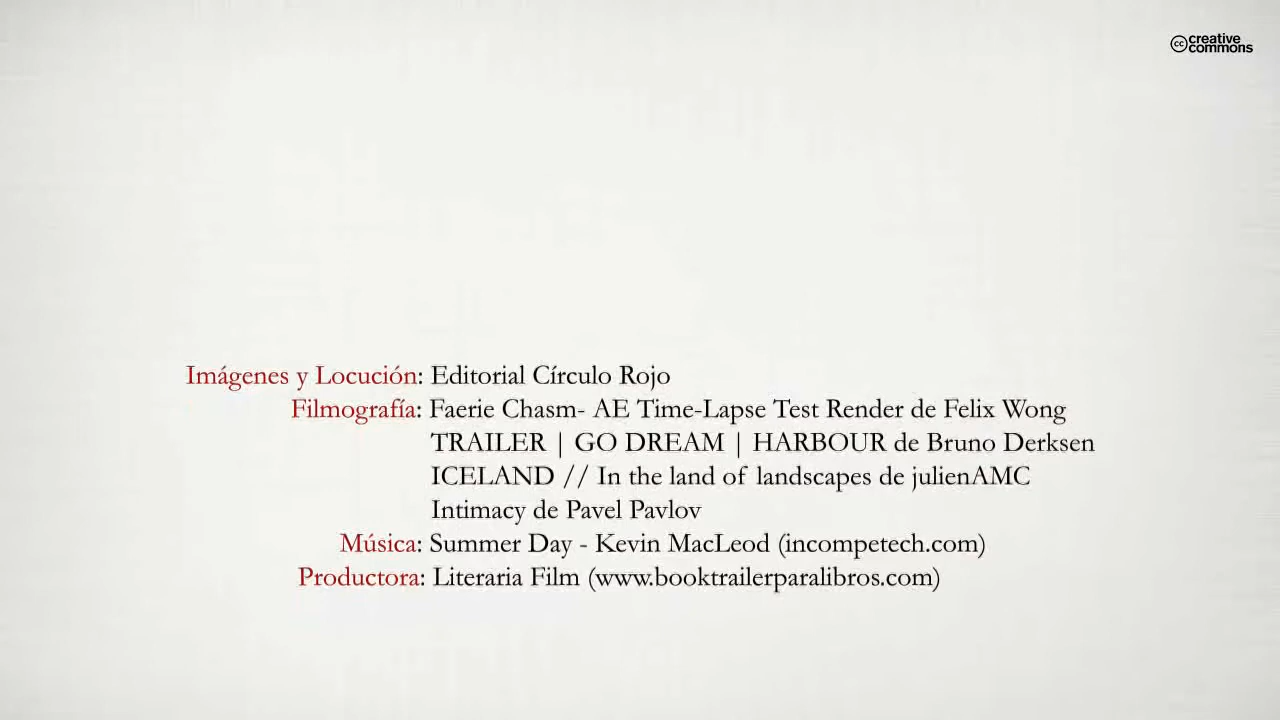 cc creative
commons
Imágenes y Locución: Editorial Círculo Rojo
Filmografía: Faerie Chasm- AE Time-Lapse Test Render de Felix Wong
TRAILER | GO DREAM | HARBOUR de Bruno Derksen
ICELAND // In the land of landscapes de julienAMC
Intimacy de Pavel Pavlov
Música: Summer Day - Kevin MacLeod (incompetech.com)
Productora: Literaria Film (www.booktrailerparalibros.com)